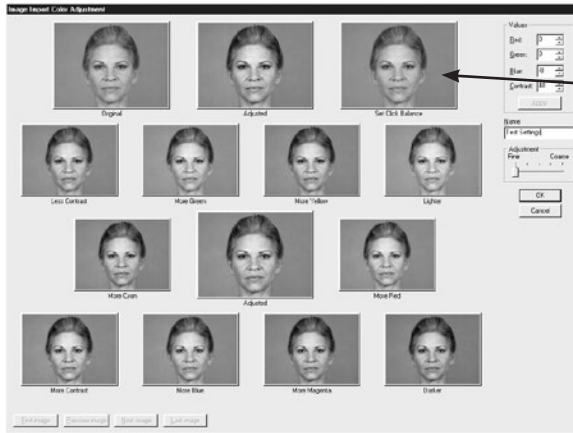 Image Import Color Adjustment
Original
Adjusted
Set Click Balance
Values
Red:
Green:
Blue:
Contrast:
Apply
Name
Test Settings
Adjustment
Fine
Coarse
OK
Cancel
Less Contrast
More Green
More Yellow
Lighter
More Cyan
Adjusted
More Red
More Contrast
More Blue
More Magenta
Darker
First image
Previous image
Next image
Last image